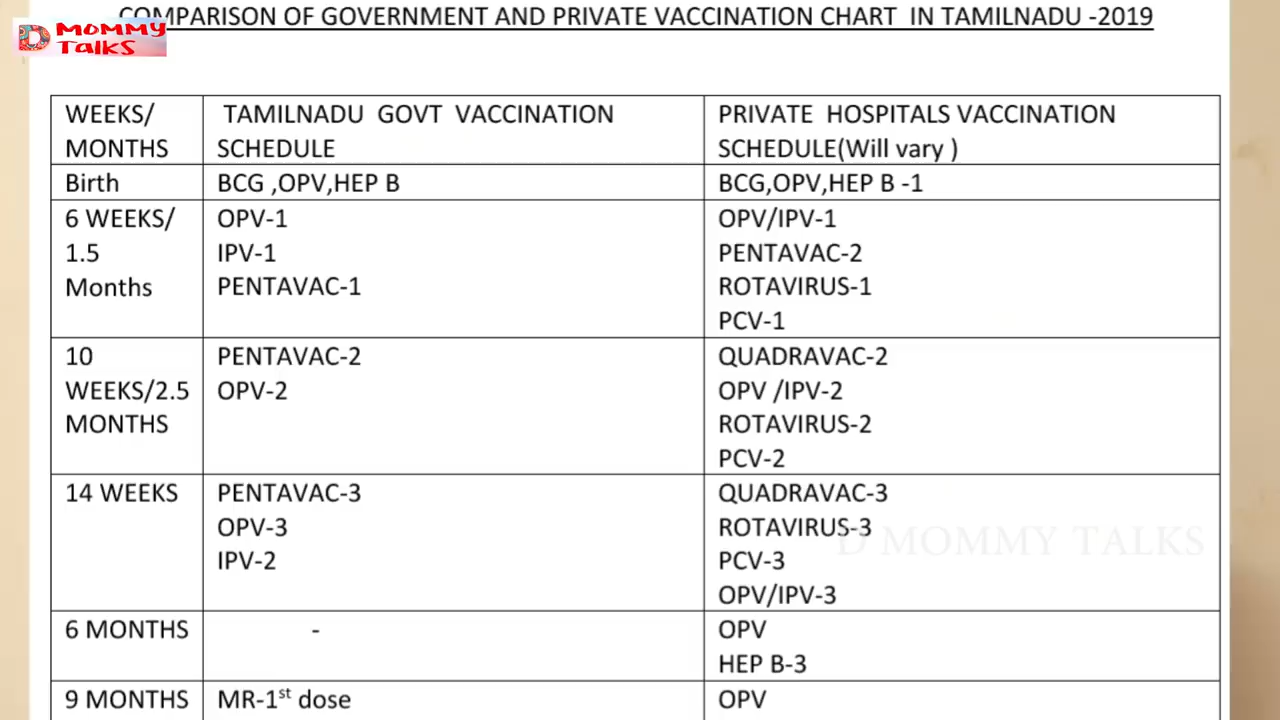 COMPARISON OF GOVERNMENT AND PRIVATE VACCINATION CHART IN TAMILNADU -2019
D MOMMY
TALKS
WEEKS/
MONTHS
TAMILNADU GOVT VACCINATION
SCHEDULE
PRIVATE HOSPITALS VACCINATION
SCHEDULE(Will vary )
Birth
BCG ,OPV,HEP B
BCG,OPV,HEP B -1
6 WEEKS/
1.5
Months
OPV-1
IPV-1
PENTAVAC-1
OPV/IPV-1
PENTAVAC-2
ROTAVIRUS-1
PCV-1
10
WEEKS/2.5
MONTHS
PENTAVAC-2
OPV-2
QUADRAVAC-2
OPV /IPV-2
ROTAVIRUS-2
PCV-2
14 WEEKS
PENTAVAC-3
OPV-3
IPV-2
QUADRAVAC-3
ROTAVIRUS-3
PCV-3
OPV/IPV-3
D MOMMY TALKS
6 MONTHS
-
OPV
HEP B-3
9 MONTHS
MR-1st dose
OPV